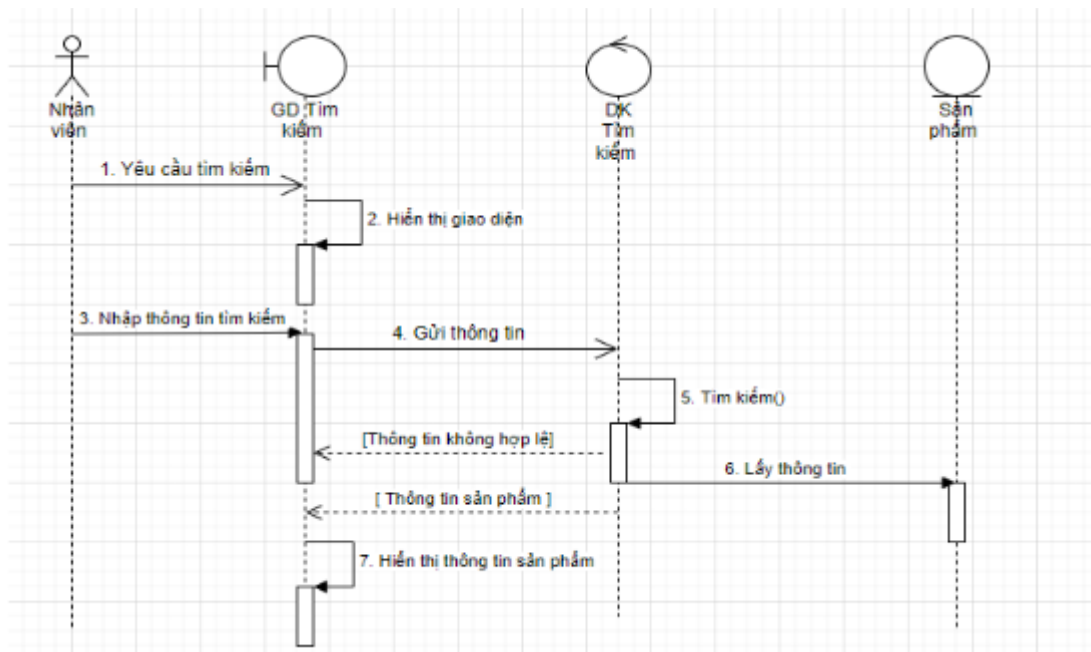 Nhân
viên
GD Tìm
kiếm
DK
Tìm
kiếm
Sản
phẩm
1. Yêu cầu tìm kiếm
2. Hiển thị giao diện
3. Nhập thông tin tìm kiếm
4. Gửi thông tin
5. Tìm kiếm()
[Thông tin không hợp lệ]
6. Lấy thông tin
[ Thông tin sản phẩm ]
7. Hiển thị thông tin sản phẩm